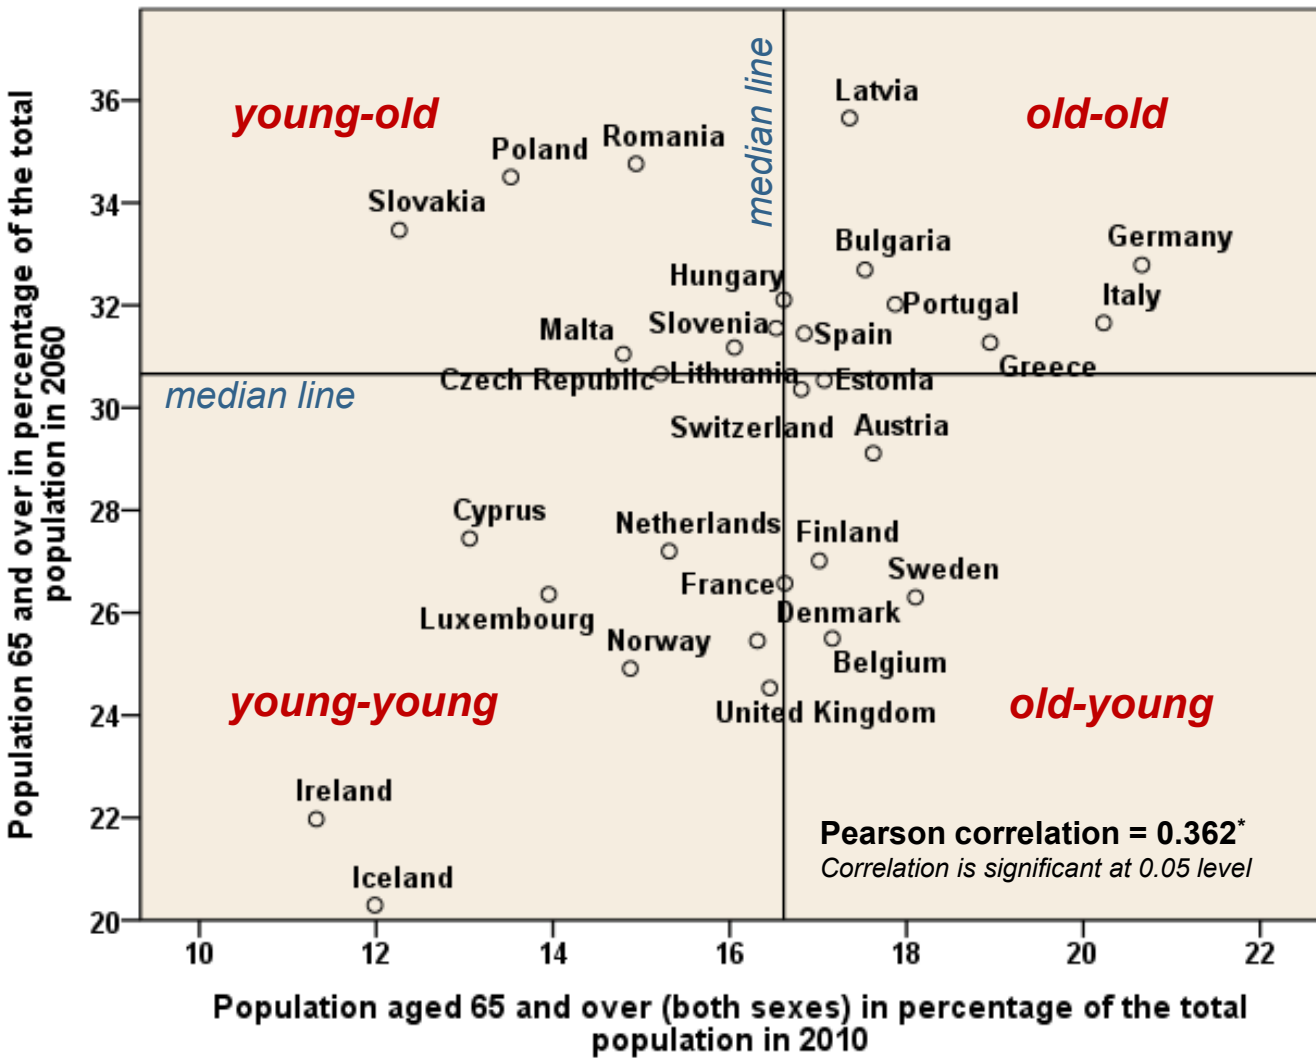 Population 65 and over in percentage of the total
population in 2060
36
34
32
30
28
26
24
22
20
young-old
median line
old-old
Latvia
Poland
Romania
Slovakia
Bulgaria
Germany
Hungary
Portugal
Italy
Malta
Slovenia
Spain
Greece
Czech Republic
Lithuania
Estonia
median line
Switzerland
Austria
Cyprus
Netherlands
Finland
France
Sweden
Luxembourg
Denmark
Norway
Belgium
young-young
United Kingdom
old-young
Ireland
Iceland
Pearson correlation = 0.362*
Correlation is significant at 0.05 level
10
12
14
16
18
20
22
Population aged 65 and over (both sexes) in percentage of the total
population in 2010